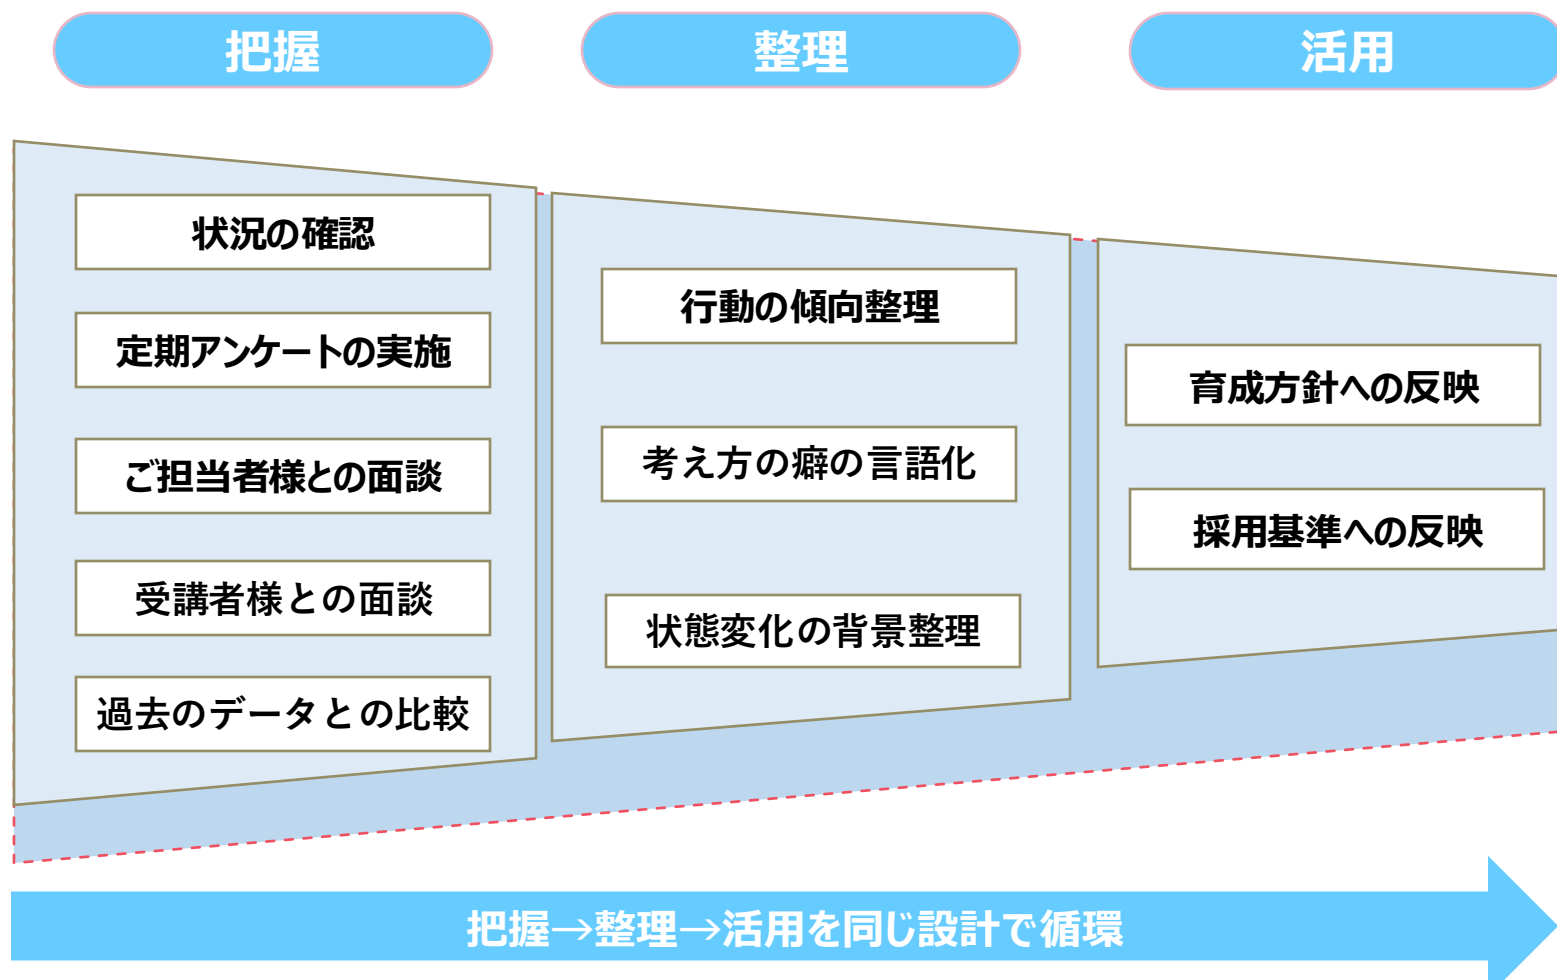 把握
整理
活用
状況の確認
定期アンケートの実施
ご担当者様との面談
受講者様との面談
過去のデータとの比較
行動の傾向整理
考え方の癖の言語化
状態変化の背景整理
育成方針への反映
採用基準への反映
把握→整理→活用を同じ設計で循環